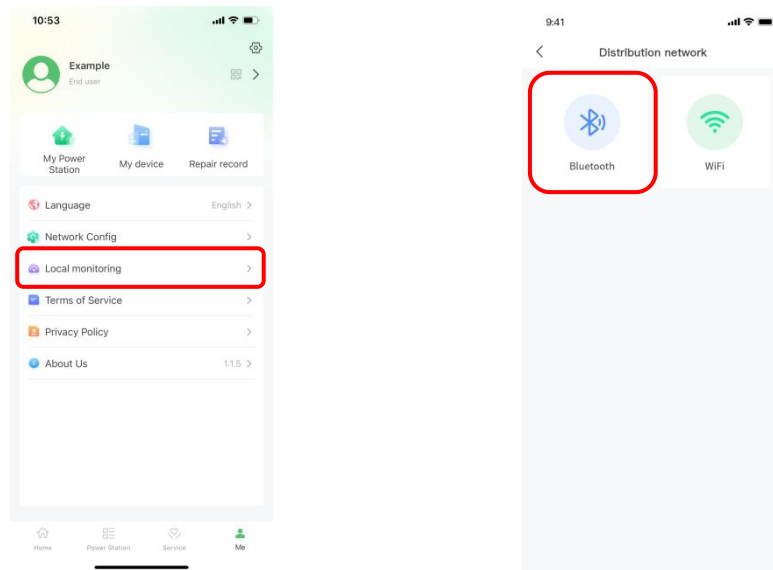 10:53
Example
End user
My Power
Station
My device
Repair record
Language
English
Network Config
Local monitoring
Terms of Service
Privacy Policy
About Us
1.1.5
Home
Power Station
Service
Me
9:41
Distribution network
Bluetooth
WiFi